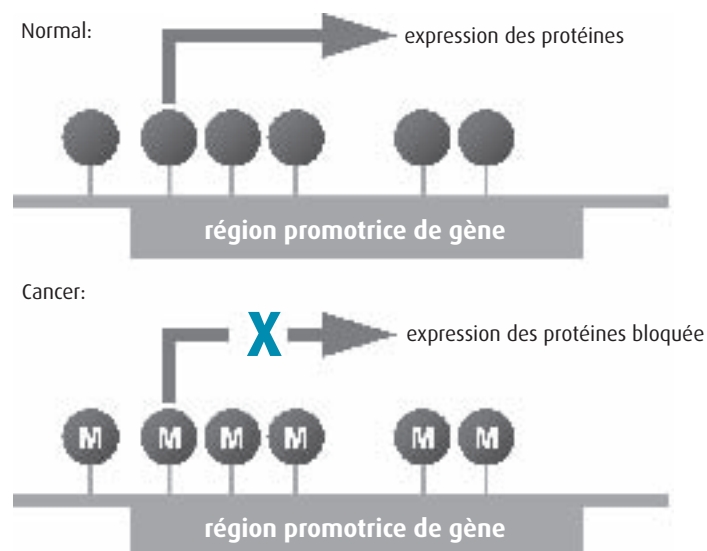 Normal:
expression des protéines
région promotrice de gène
Cancer:
X
expression des protéines bloquée
M M M M M M
région promotrice de gène